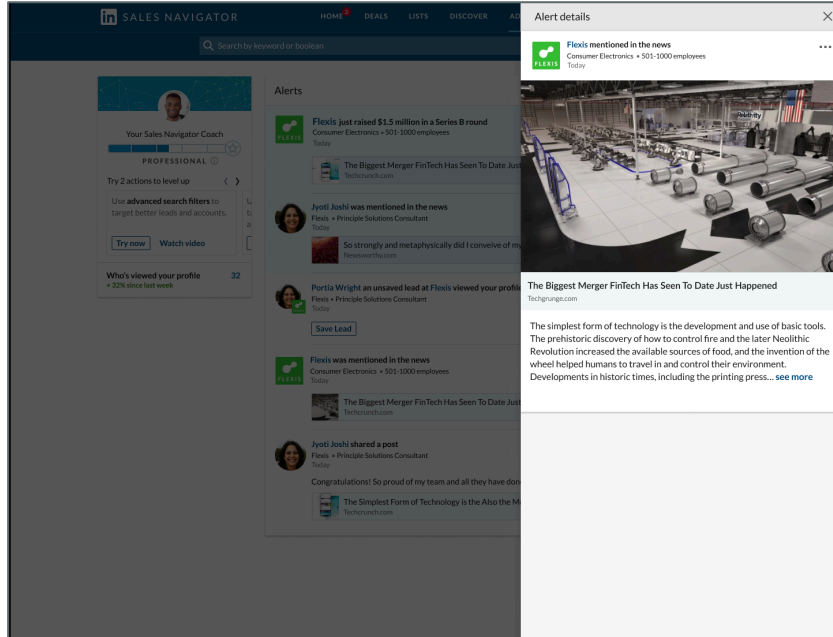 in SALES NAVIGATOR
HOME 2 DEALS LISTS DISCOVER AD
Search by keyword or boolean
Your Sales Navigator Coach
PROFESSIONAL
Try 2 actions to level up
Use advanced search filters to
target better leads and accounts.
Try now Watch video
Who's viewed your profile 32
+ 32% since last week
Alerts
FLEXIS
Flexis just raised $1.5 million in a Series B round
Consumer Electronics • 501-1000 employees
Today
The Biggest Merger FinTech Has Seen To Date Just
Techcrunch.com
Jyoti Joshi was mentioned in the news
Flexis • Principle Solutions Consultant
Today
So strongly and metaphysically did I conveive of my
Newsworthy.com
Portia Wright an unsaved lead at Flexis viewed your profile
Flexis • Principle Solutions Consultant
Today
Save Lead
FLEXIS
Flexis was mentioned in the news
Consumer Electronics • 501-1000 employees
Today
The Biggest Merger FinTech Has Seen To Date Just
Techcrunch.com
Jyoti Joshi shared a post
Flexis • Principle Solutions Consultant
Today
Congratulations! So proud of my team and all they have don
The Simplest Form of Technology is the Also the M
Techcrunch.com
Alert details
FLEXIS
Flexis mentioned in the news
Consumer Electronics • 501-1000 employees
Today
Relativity
The Biggest Merger FinTech Has Seen To Date Just Happened
Techgrunge.com
The simplest form of technology is the development and use of basic tools.
The prehistoric discovery of how to control fire and the later Neolithic
Revolution increased the available sources of food, and the invention of the
wheel helped humans to travel in and control their environment.
Developments in historic times, including the printing press... see more